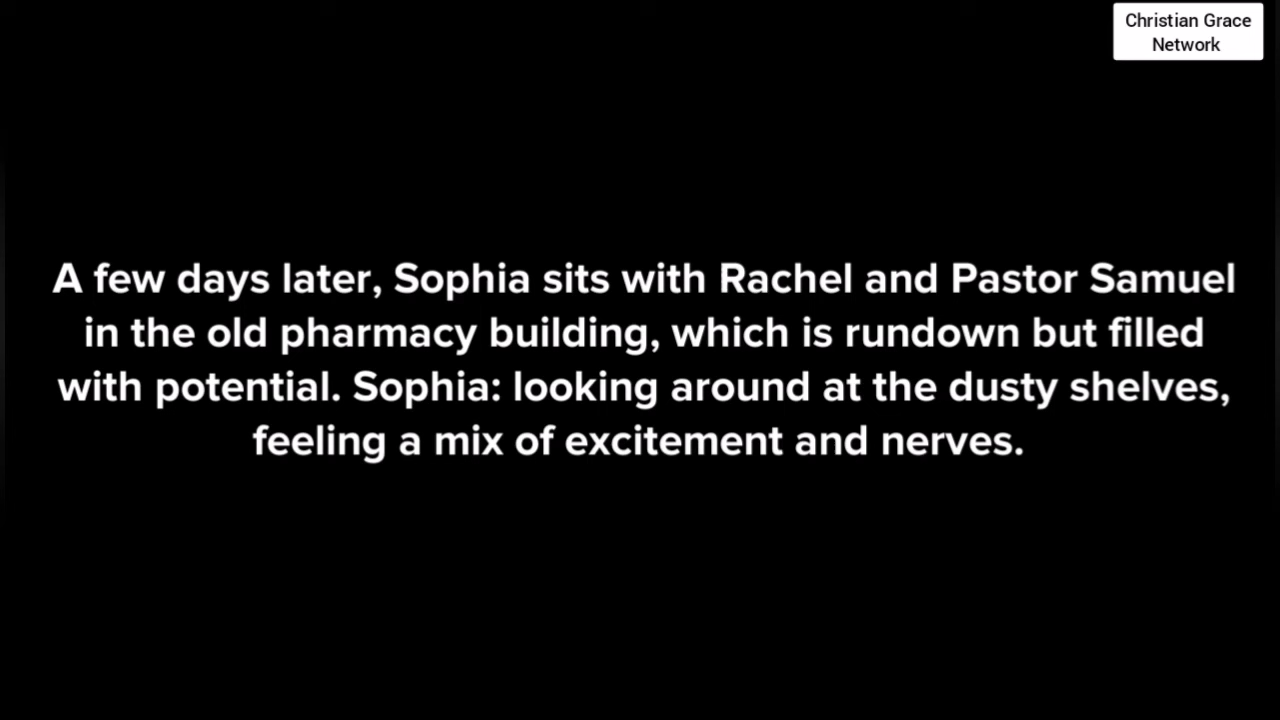 Christian Grace
Network
A few days later, Sophia sits with Rachel and Pastor Samuel
in the old pharmacy building, which is rundown but filled
with potential. Sophia: looking around at the dusty shelves,
feeling a mix of excitement and nerves.